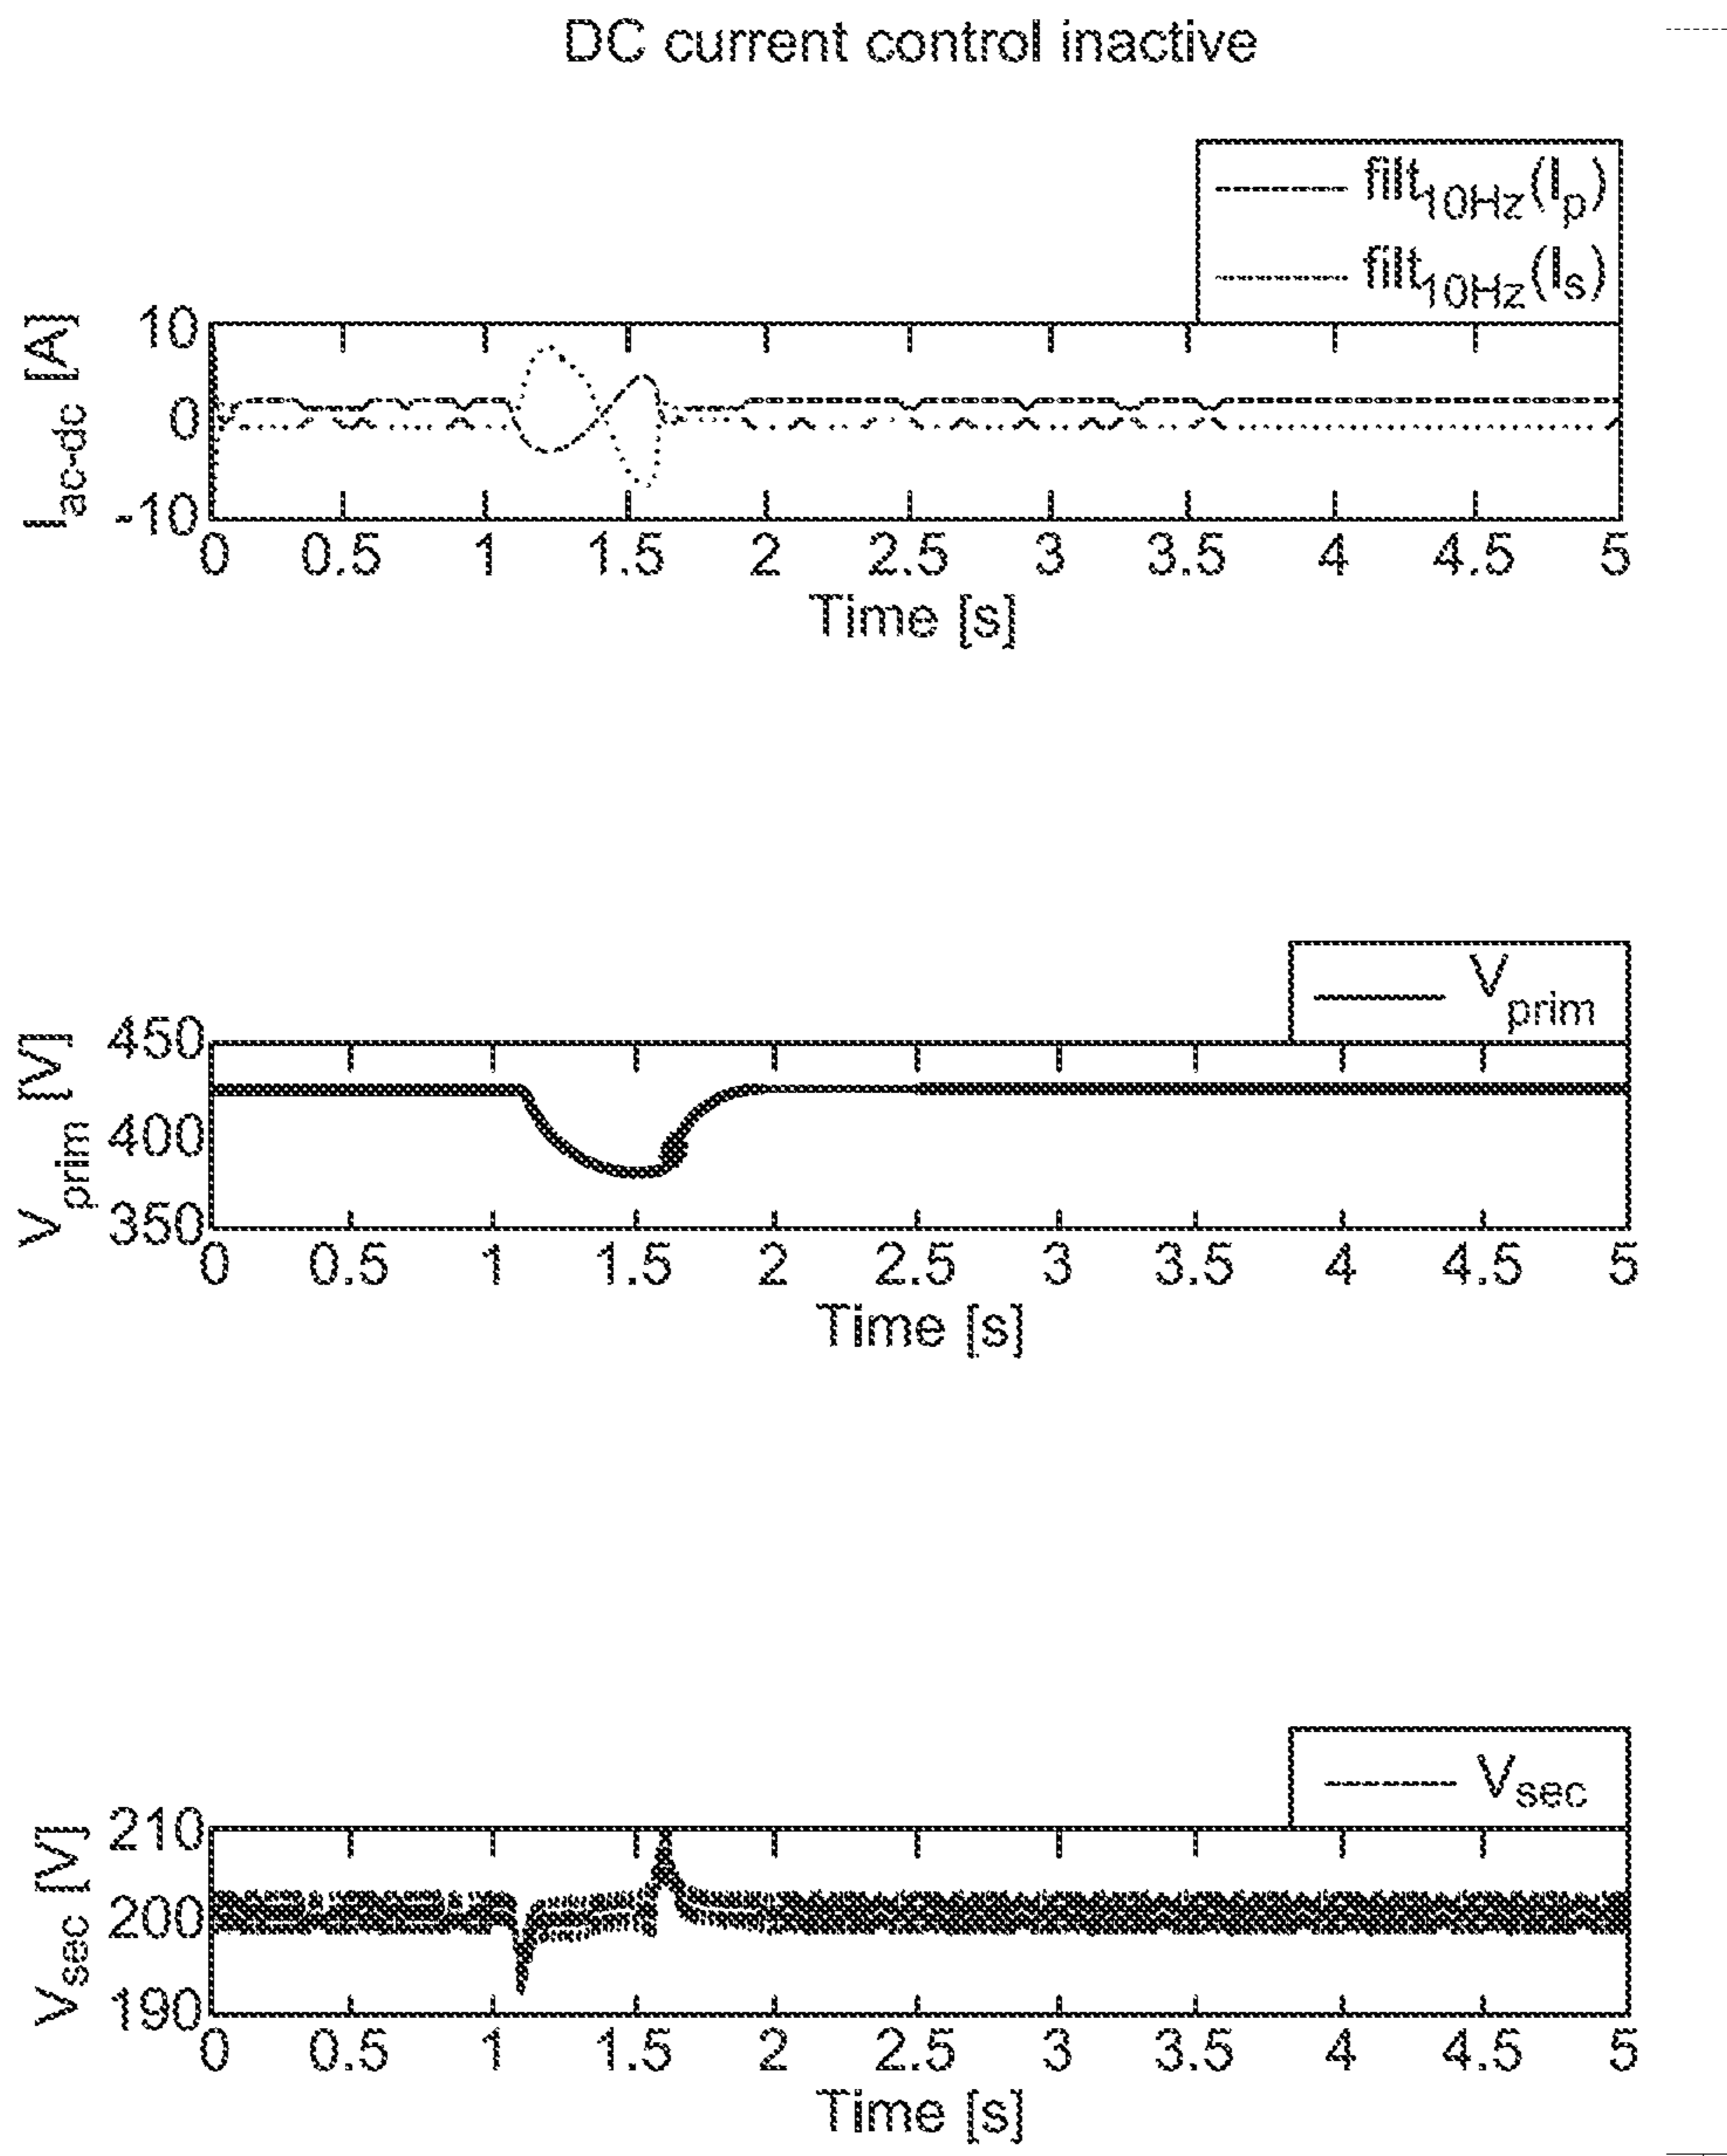 DC current control inactive
filt10Hz(Ip)
filt10Hz(Is)
Iac-dc [A]
10
0
-10
0 0.5 1 1.5 2 2.5 3 3.5 4 4.5 5
Time [s]
Vprim
Vprim [V]
450
400
350
0 0.5 1 1.5 2 2.5 3 3.5 4 4.5 5
Time [s]
Vsec
Vsec [V]
210
200
190
0 0.5 1 1.5 2 2.5 3 3.5 4 4.5 5
Time [s]